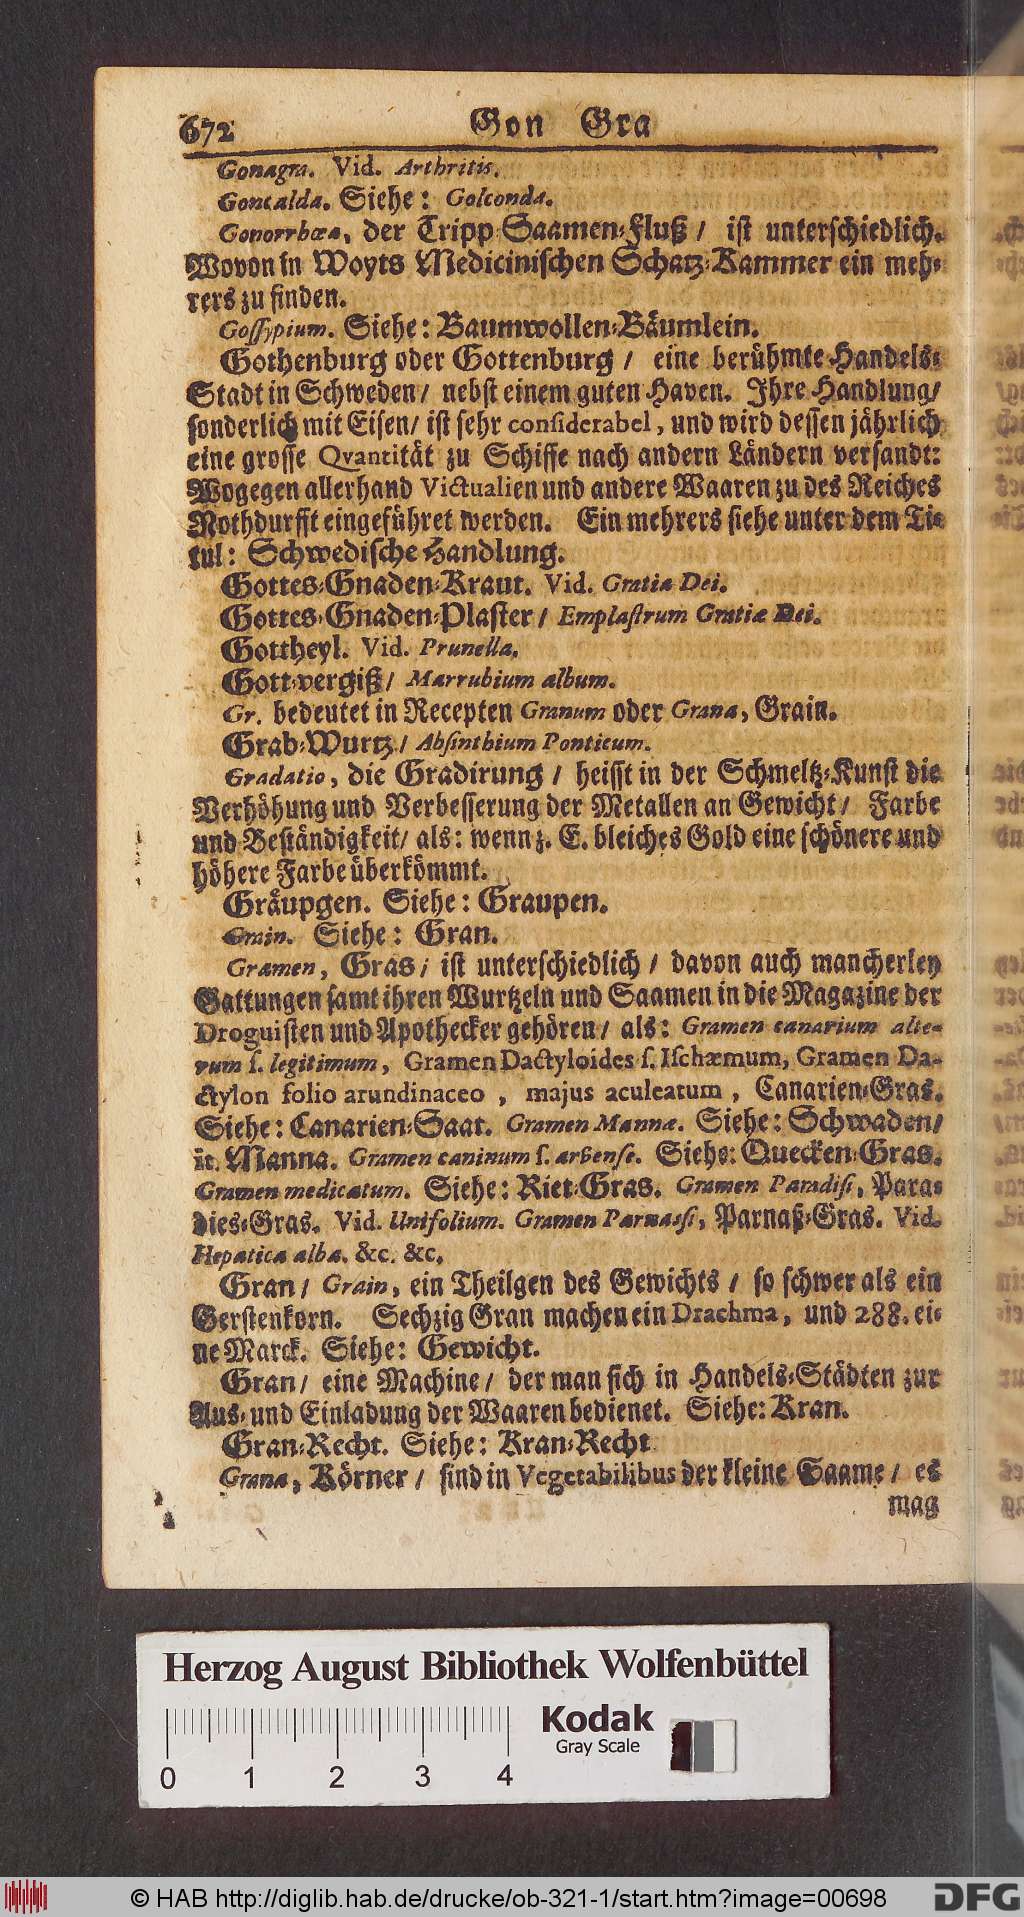 672 Gon Gra
Gonagra. Vid. Arthritis.
Goncalda. Siehe: Golconda.
Gonorrhœa, der Tripp-Saamen-Fluß / ist unterschiedlich.
Wovon in Woyts Medicinischen Schatz-Kammer ein meh-
rers zu finden.
Gossypium. Siehe: Baumwollen-Bäumlein.
Gothenburg oder Gottenburg / eine berühmte Handels-
Stadt in Schweden / nebst einem guten Haven. Ihre Handlung /
sonderlich mit Eisen / ist sehr considerabel, und wird dessen jährlich
eine grosse Qvantität zu Schiffe nach andern Ländern versandt:
Wogegen allerhand Victualien und andere Waaren zu des Reiches
Nothdurfft eingeführet werden. Ein mehrers siehe unter dem Ti-
tul: Schwedische Handlung.
Gottes-Gnaden-Kraut. Vid. Gratia Dei.
Gottes-Gnaden-Plaster / Emplastrum Gratiæ Dei.
Gottheyl. Vid. Prunella.
Gott-vergiß / Marrubium album.
Gr. bedeutet in Recepten Granum oder Grana, Grain.
Grab-Wurtz / Absinthium Ponticum.
Gradatio, die Gradirung / heisst in der Schmeltz-Kunst die
Verhöhung und Verbesserung der Metallen an Gewicht / Farbe
und Beständigkeit / als: wenn z. E. bleiches Gold eine schönere und
höhere Farbe überkömmt.
Gräupgen. Siehe: Graupen.
Grain. Siehe: Gran.
Gramen, Gras / ist unterschiedlich / davon auch mancherley
Gattungen samt ihren Wurtzeln und Saamen in die Magazine der
Droguisten und Apothecker gehören / als: Gramen canarium alte-
rum s. legitimum, Gramen Dactyloides s. Ischæmum, Gramen Da-
ctylon folio arundinaceo, majus aculeatum, Canarien-Gras.
Siehe: Canarien-Saat. Gramen Mannæ. Siehe: Schwaden /
it. Manna. Gramen caninum s. arvense. Siehe: Quecken-Gras.
Gramen medicatum. Siehe: Riet-Gras. Gramen Paradisi, Para-
dies-Gras. Vid. Unifolium. Gramen Parnassi, Parnaß-Gras. Vid.
Hepatica alba. &c. &c.
Gran / Grain, ein Theilgen des Gewichts / so schwer als ein
Gerstenkorn. Sechzig Gran machen ein Drachma, und 288. ei-
ne Marck. Siehe: Gewicht.
Gran / eine Machine / der man sich in Handels-Städten zur
Aus- und Einladung der Waaren bedienet. Siehe: Kran.
Gran-Recht. Siehe: Kran-Recht
Grana, Körner / sind in Vegetabilibus der kleine Saame / es
mag
Herzog August Bibliothek Wolfenbüttel
Kodak
Gray Scale
0 1 2 3 4
© HAB http://diglib.hab.de/drucke/ob-321-1/start.htm?image=00698
DFG